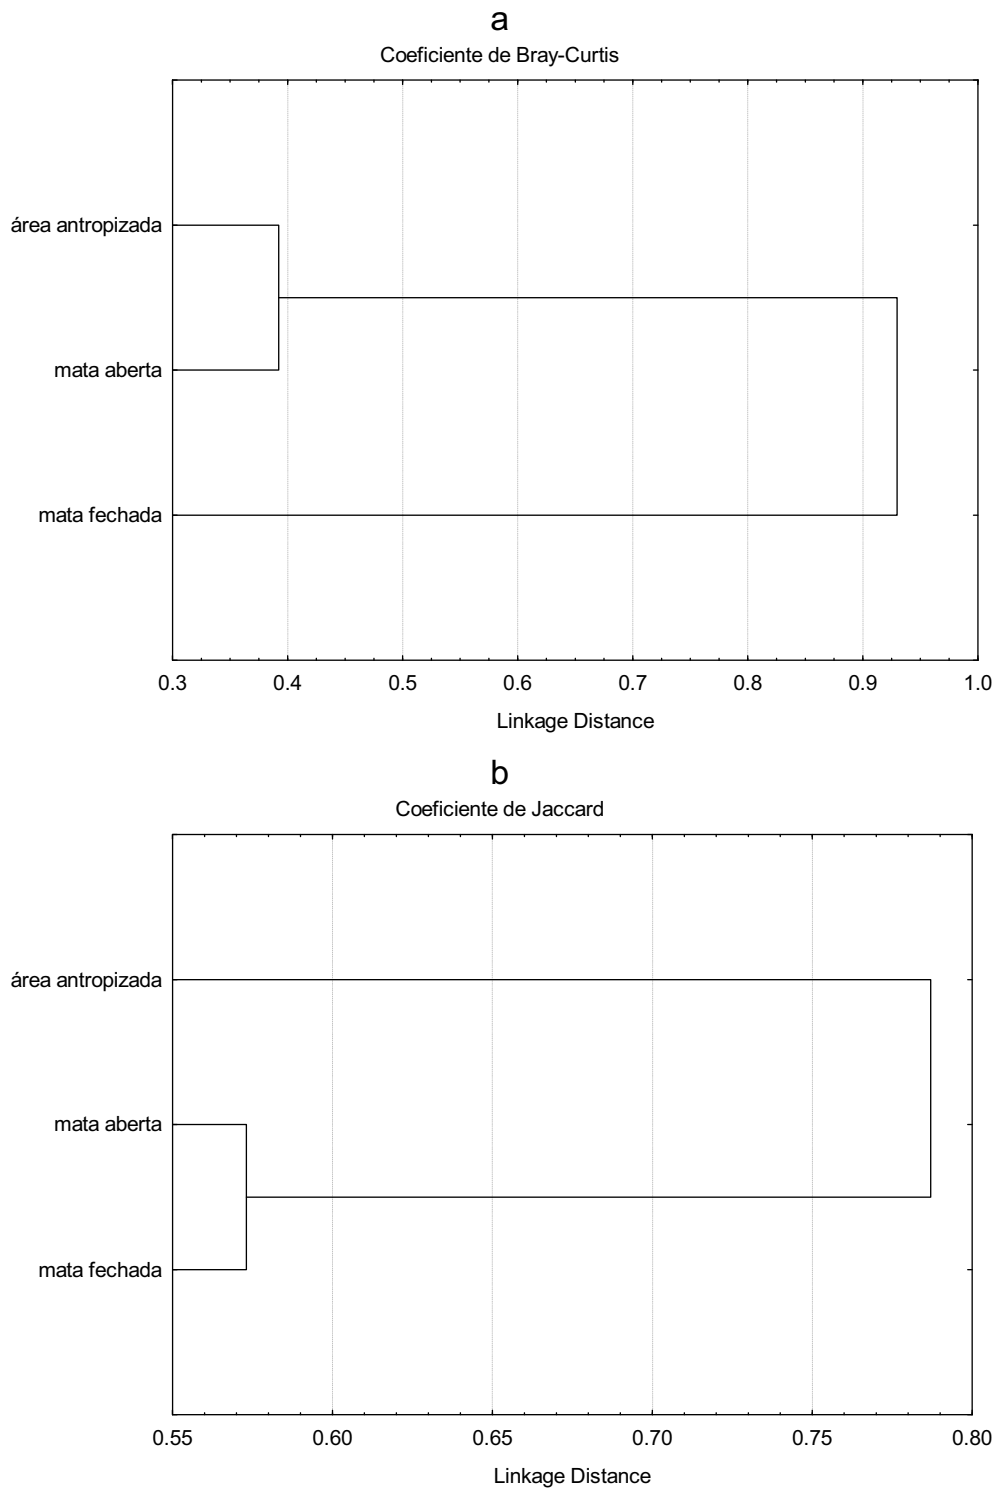 a
Coeficiente de Bray-Curtis
área antropizada
mata aberta
mata fechada
0.3 0.4 0.5 0.6 0.7 0.8 0.9 1.0
Linkage Distance
b
Coeficiente de Jaccard
área antropizada
mata aberta
mata fechada
0.55 0.60 0.65 0.70 0.75 0.80
Linkage Distance